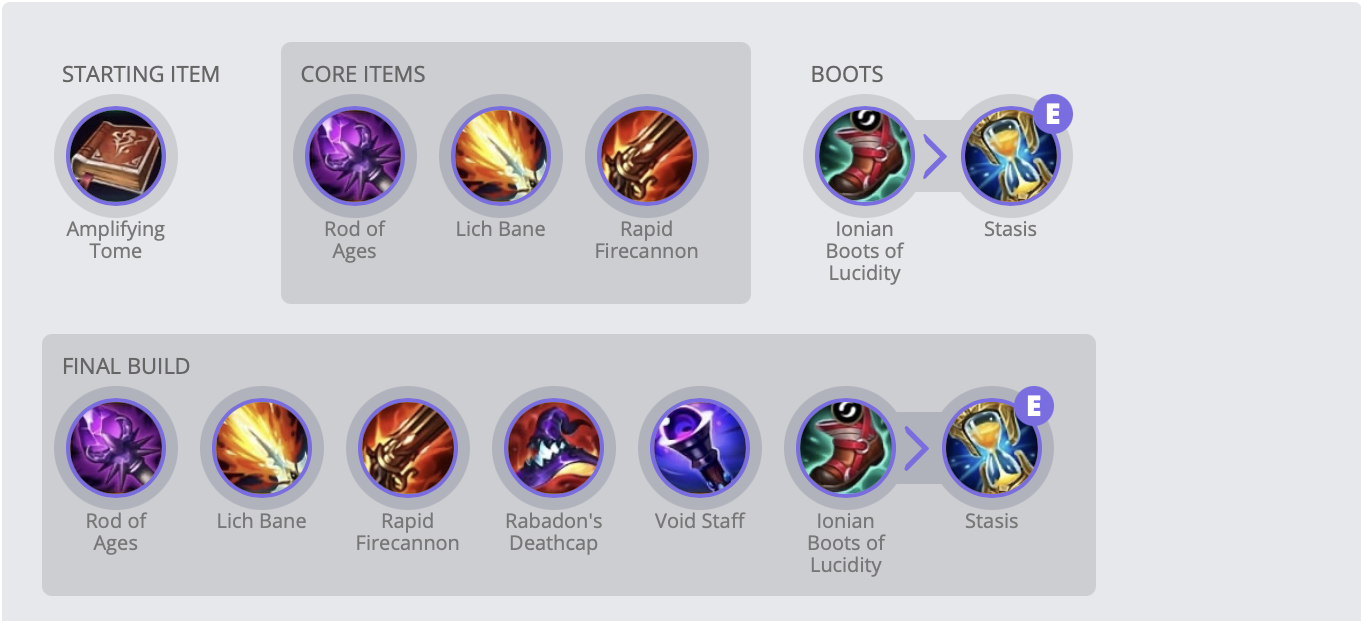 STARTING ITEM
Amplifying
Tome
CORE ITEMS
Rod of
Ages
Lich Bane
Rapid
Firecannon
BOOTS
Ionian
Boots of
Lucidity
E
Stasis
FINAL BUILD
Rod of
Ages
Lich Bane
Rapid
Firecannon
Rabadon's
Deathcap
Void Staff
Ionian
Boots of
Lucidity
E
Stasis